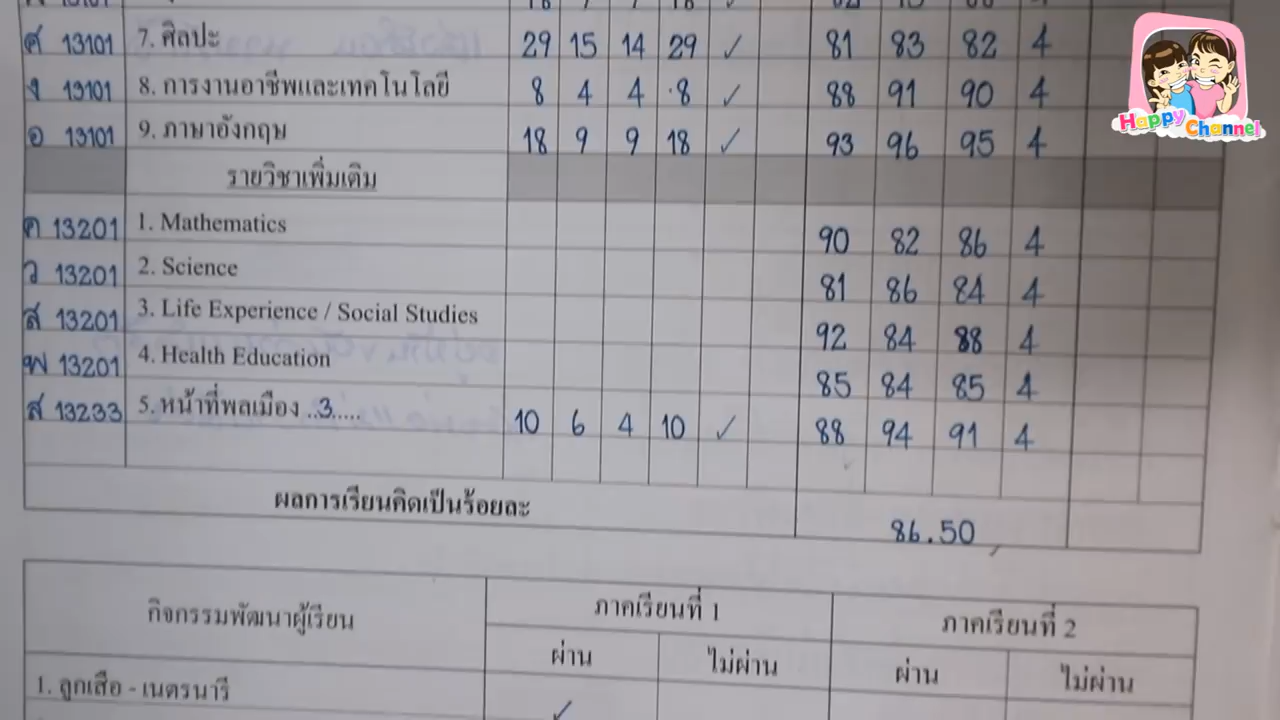 ศ 13101 7. ศิลปะ 29 15 14 29 ✓ 81 83 82 4
ง 13101 8. การงานอาชีพและเทคโนโลยี 8 4 4 8 ✓ 88 91 90 4
อ 13101 9. ภาษาอังกฤษ 18 9 9 18 ✓ 93 96 95 4
รายวิชาเพิ่มเติม
ค 13201 1. Mathematics 90 82 86 4
ว 13201 2. Science 81 86 84 4
ส 13201 3. Life Experience / Social Studies 92 84 88 4
พ 13201 4. Health Education 85 84 85 4
ส 13233 5. หน้าที่พลเมือง ..3..... 10 6 4 10 ✓ 88 94 91 4
ผลการเรียนคิดเป็นร้อยละ 86.50
กิจกรรมพัฒนาผู้เรียน ภาคเรียนที่ 1 ภาคเรียนที่ 2
ผ่าน ไม่ผ่าน ผ่าน ไม่ผ่าน
1. ลูกเสือ - เนตรนารี ✓
Happy Channel